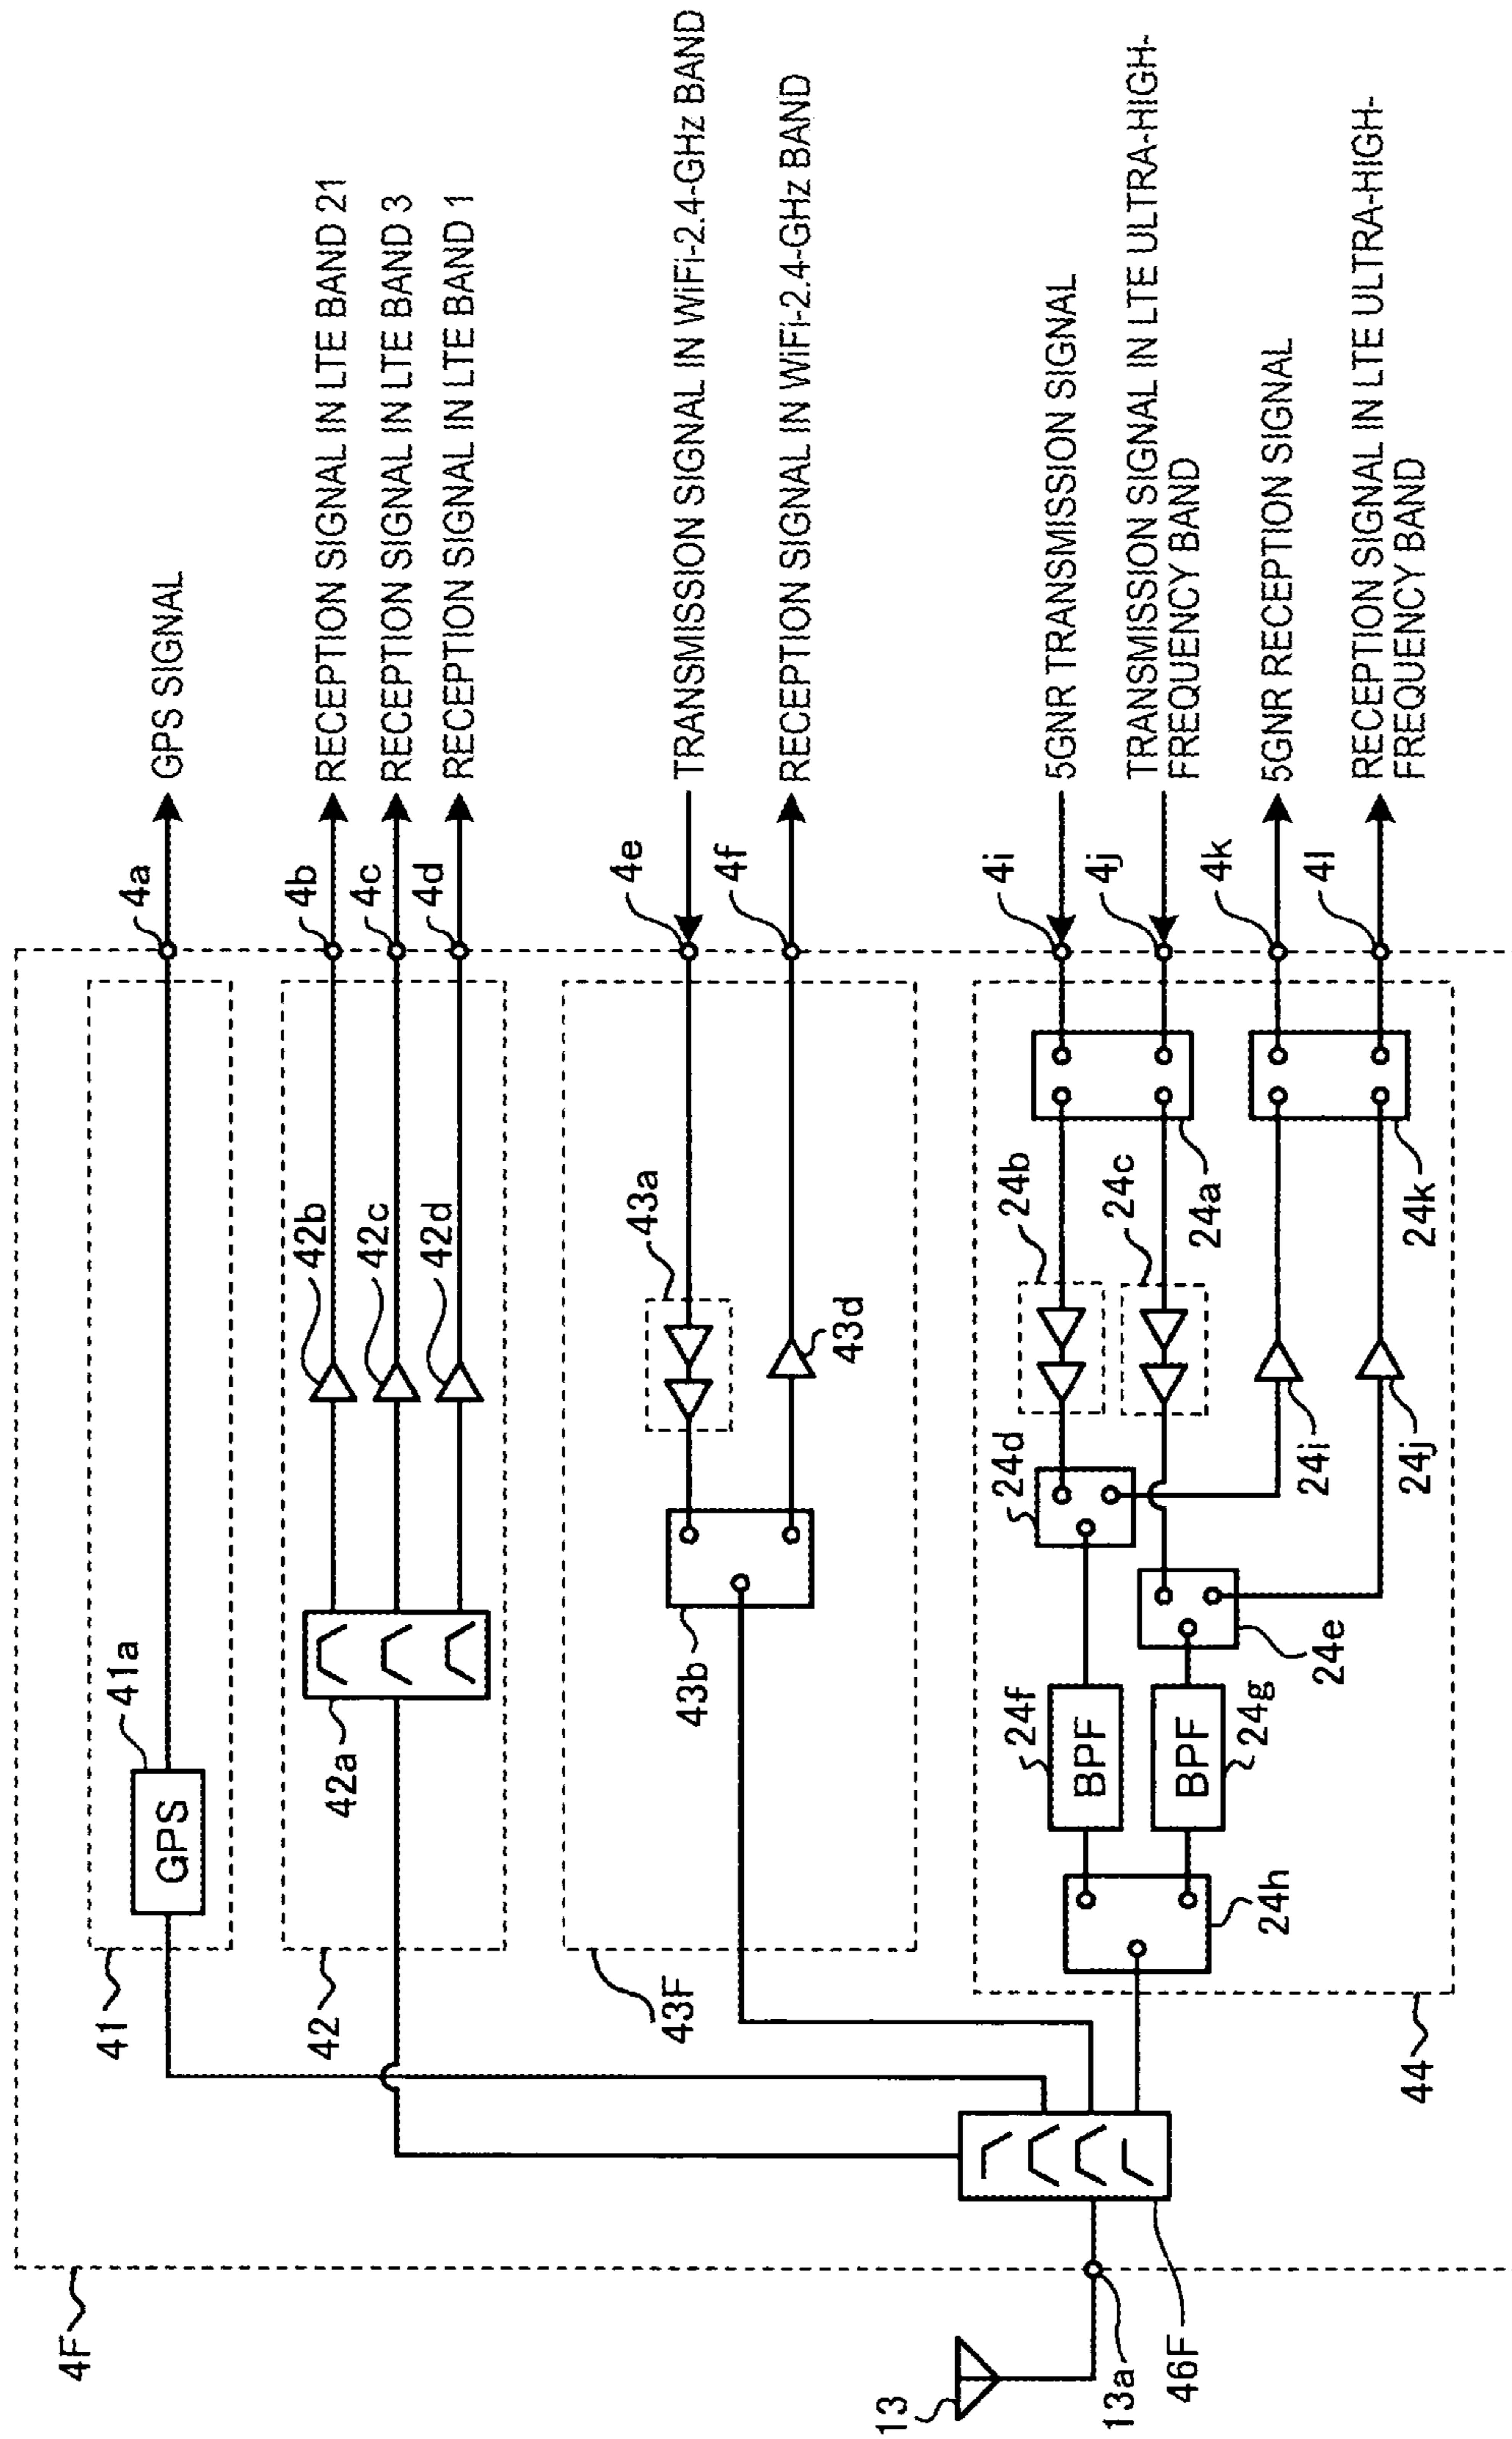 4F
41
41a
GPS
4a
GPS SIGNAL
42
42a
42b
42c
42d
4b
4c
4d
RECEPTION SIGNAL IN LTE BAND 21
RECEPTION SIGNAL IN LTE BAND 3
RECEPTION SIGNAL IN LTE BAND 1
43F
43b
43a
43d
4e
4f
TRANSMISSION SIGNAL IN WiFi-2.4-GHz BAND
RECEPTION SIGNAL IN WiFi-2.4-GHz BAND
13
13a
46F
44
24h
24f
BPF
BPF
24g
24d
24e
24b
24c
24i
24j
24a
24k
4i
4j
4k
4l
5GNR TRANSMISSION SIGNAL
TRANSMISSION SIGNAL IN LTE ULTRA-HIGH-
FREQUENCY BAND
5GNR RECEPTION SIGNAL
RECEPTION SIGNAL IN LTE ULTRA-HIGH-
FREQUENCY BAND